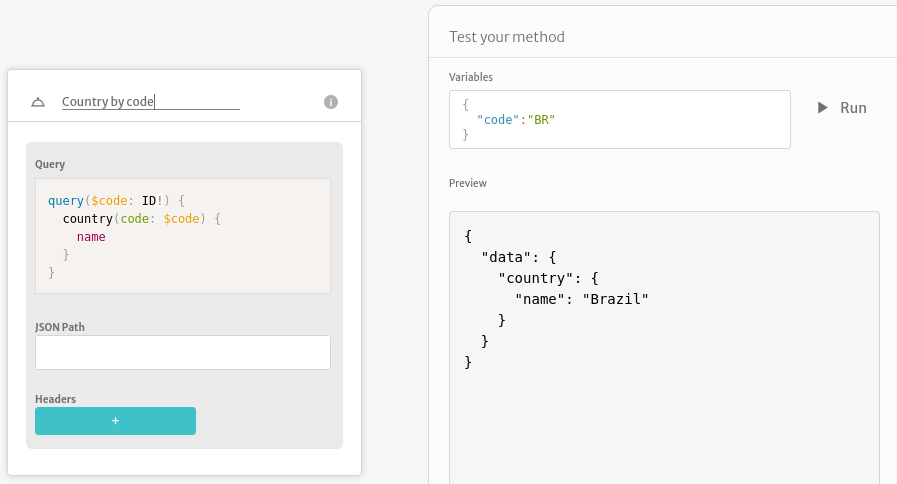 Country by code
Query
query($code: ID!) {
  country(code: $code) {
    name
  }
}
JSON Path
Headers
+
Test your method
Variables
{
  "code":"BR"
}
Run
Preview
{
  "data": {
    "country": {
      "name": "Brazil"
    }
  }
}